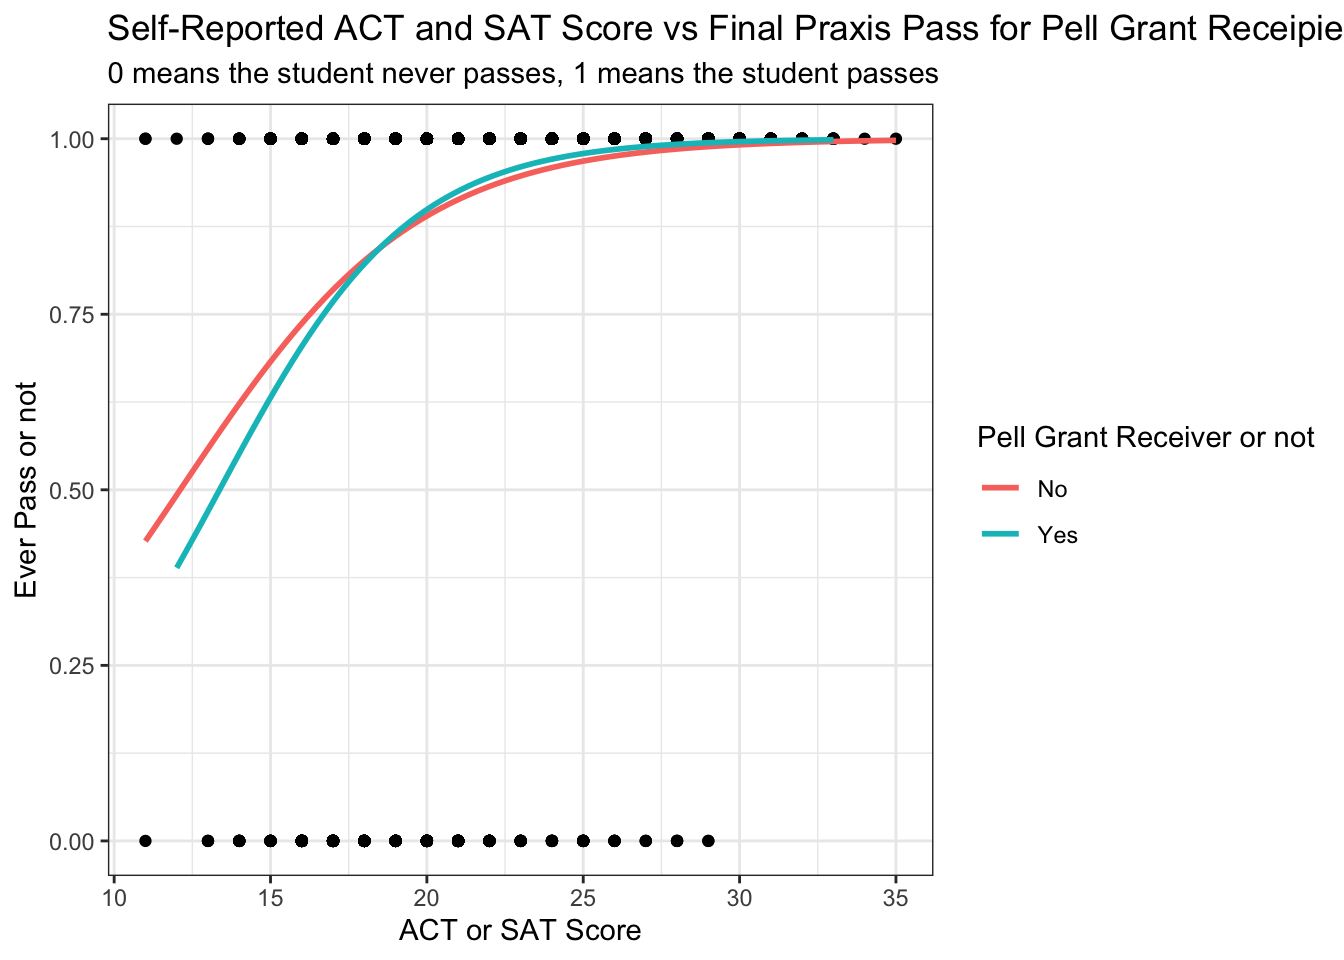 Self-Reported ACT and SAT Score vs Final Praxis Pass for Pell Grant Receipie
0 means the student never passes, 1 means the student passes
1.00
0.75
0.50
0.25
0.00
Ever Pass or not
10 15 20 25 30 35
ACT or SAT Score
Pell Grant Receiver or not
No
Yes